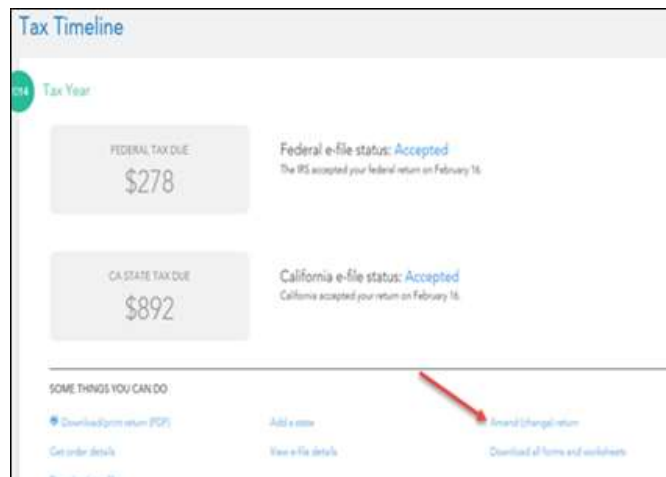 Tax Timeline
2014 Tax Year
FEDERAL TAX DUE
$278
Federal e-file status: Accepted
The IRS accepted your federal return on February 16
CA STATE TAX DUE
$892
California e-file status: Accepted
California accepted your return on February 16
SOME THINGS YOU CAN DO
Download/print return (PDF)
Add a state
Amend (change) return
Get order details
View e-file details
Download all forms and worksheets